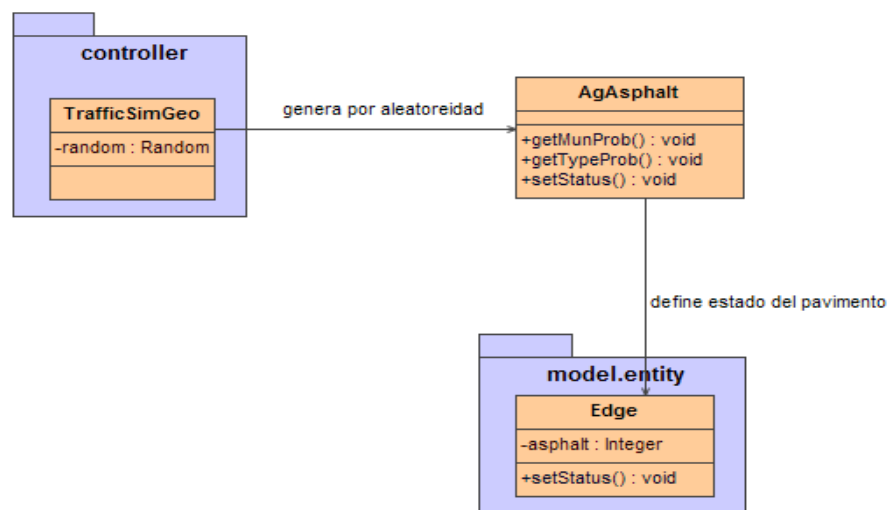 controller
TrafficSimGeo
-random : Random
genera por aleatoreidad
AgAsphalt
+getMunProb() : void
+getTypeProb() : void
+setStatus() : void
define estado del pavimento
model.entity
Edge
-asphalt : Integer
+setStatus() : void